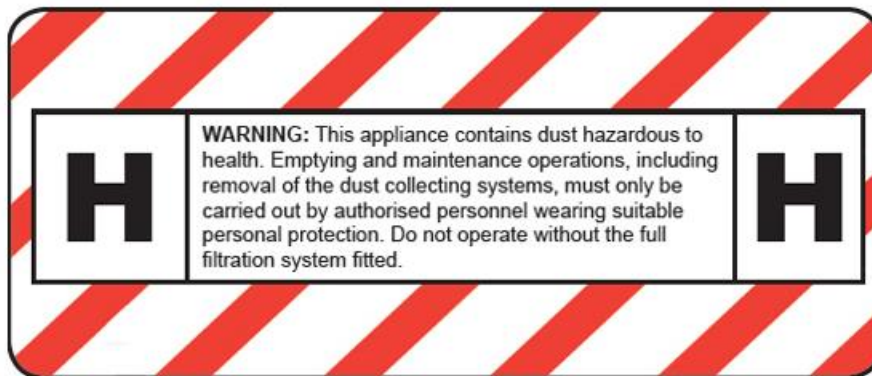 H
WARNING: This appliance contains dust hazardous to
health. Emptying and maintenance operations, including
removal of the dust collecting systems, must only be
carried out by authorised personnel wearing suitable
personal protection. Do not operate without the full
filtration system fitted.
H